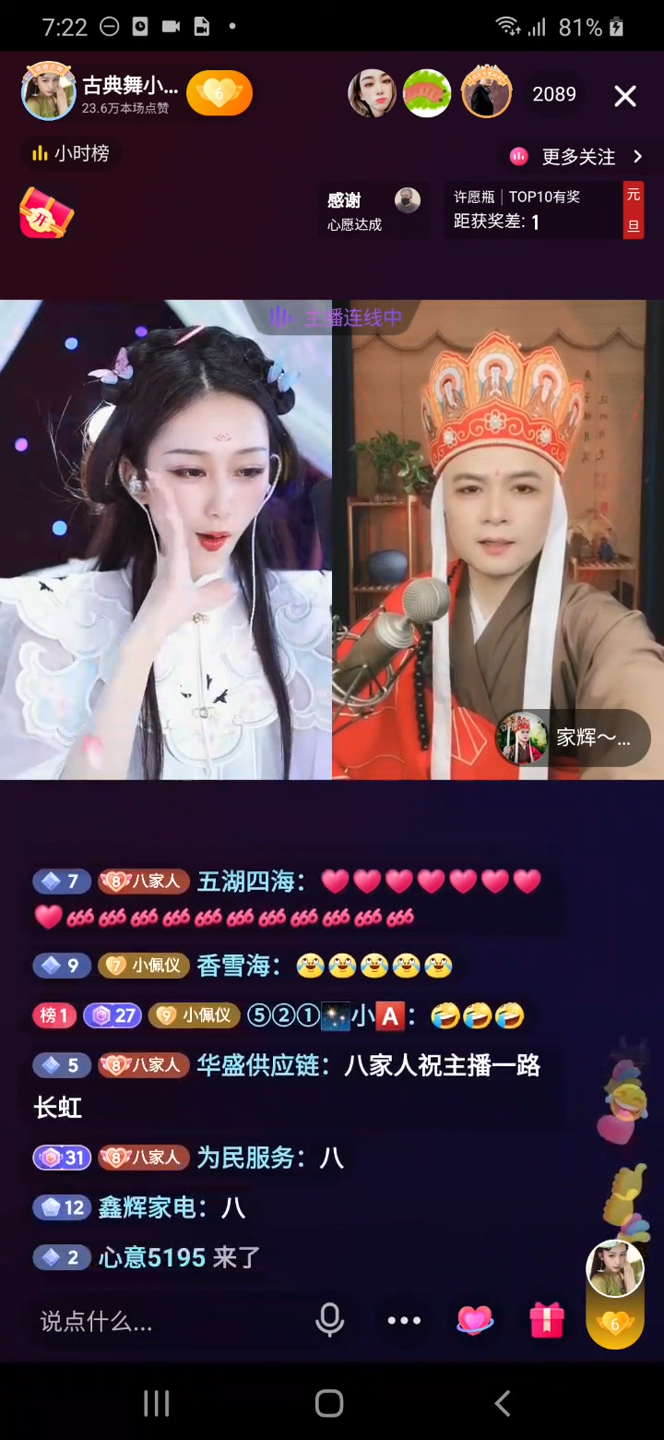 7:22
81%
古典舞小...
23.6万本场点赞
6
2089
小时榜
更多关注
开
感谢
心愿达成
许愿瓶 | TOP10有奖
距获奖差: 1
元
旦
主播连线中
家辉～...
7 8 八家人 五湖四海：❤️❤️❤️❤️❤️❤️❤️
❤️666 666 666 666 666 666 666 666 666 666 666
9 7 小佩仪 香雪海：😂😂😂😂😂
榜1 27 9 小佩仪 ⑤②①🎇小🅰️：🤣🤣🤣
5 8 八家人 华盛供应链：八家人祝主播一路
长虹
31 8 八家人 为民服务：八
12 鑫辉家电：八
2 心意5195 来了
说点什么...
6